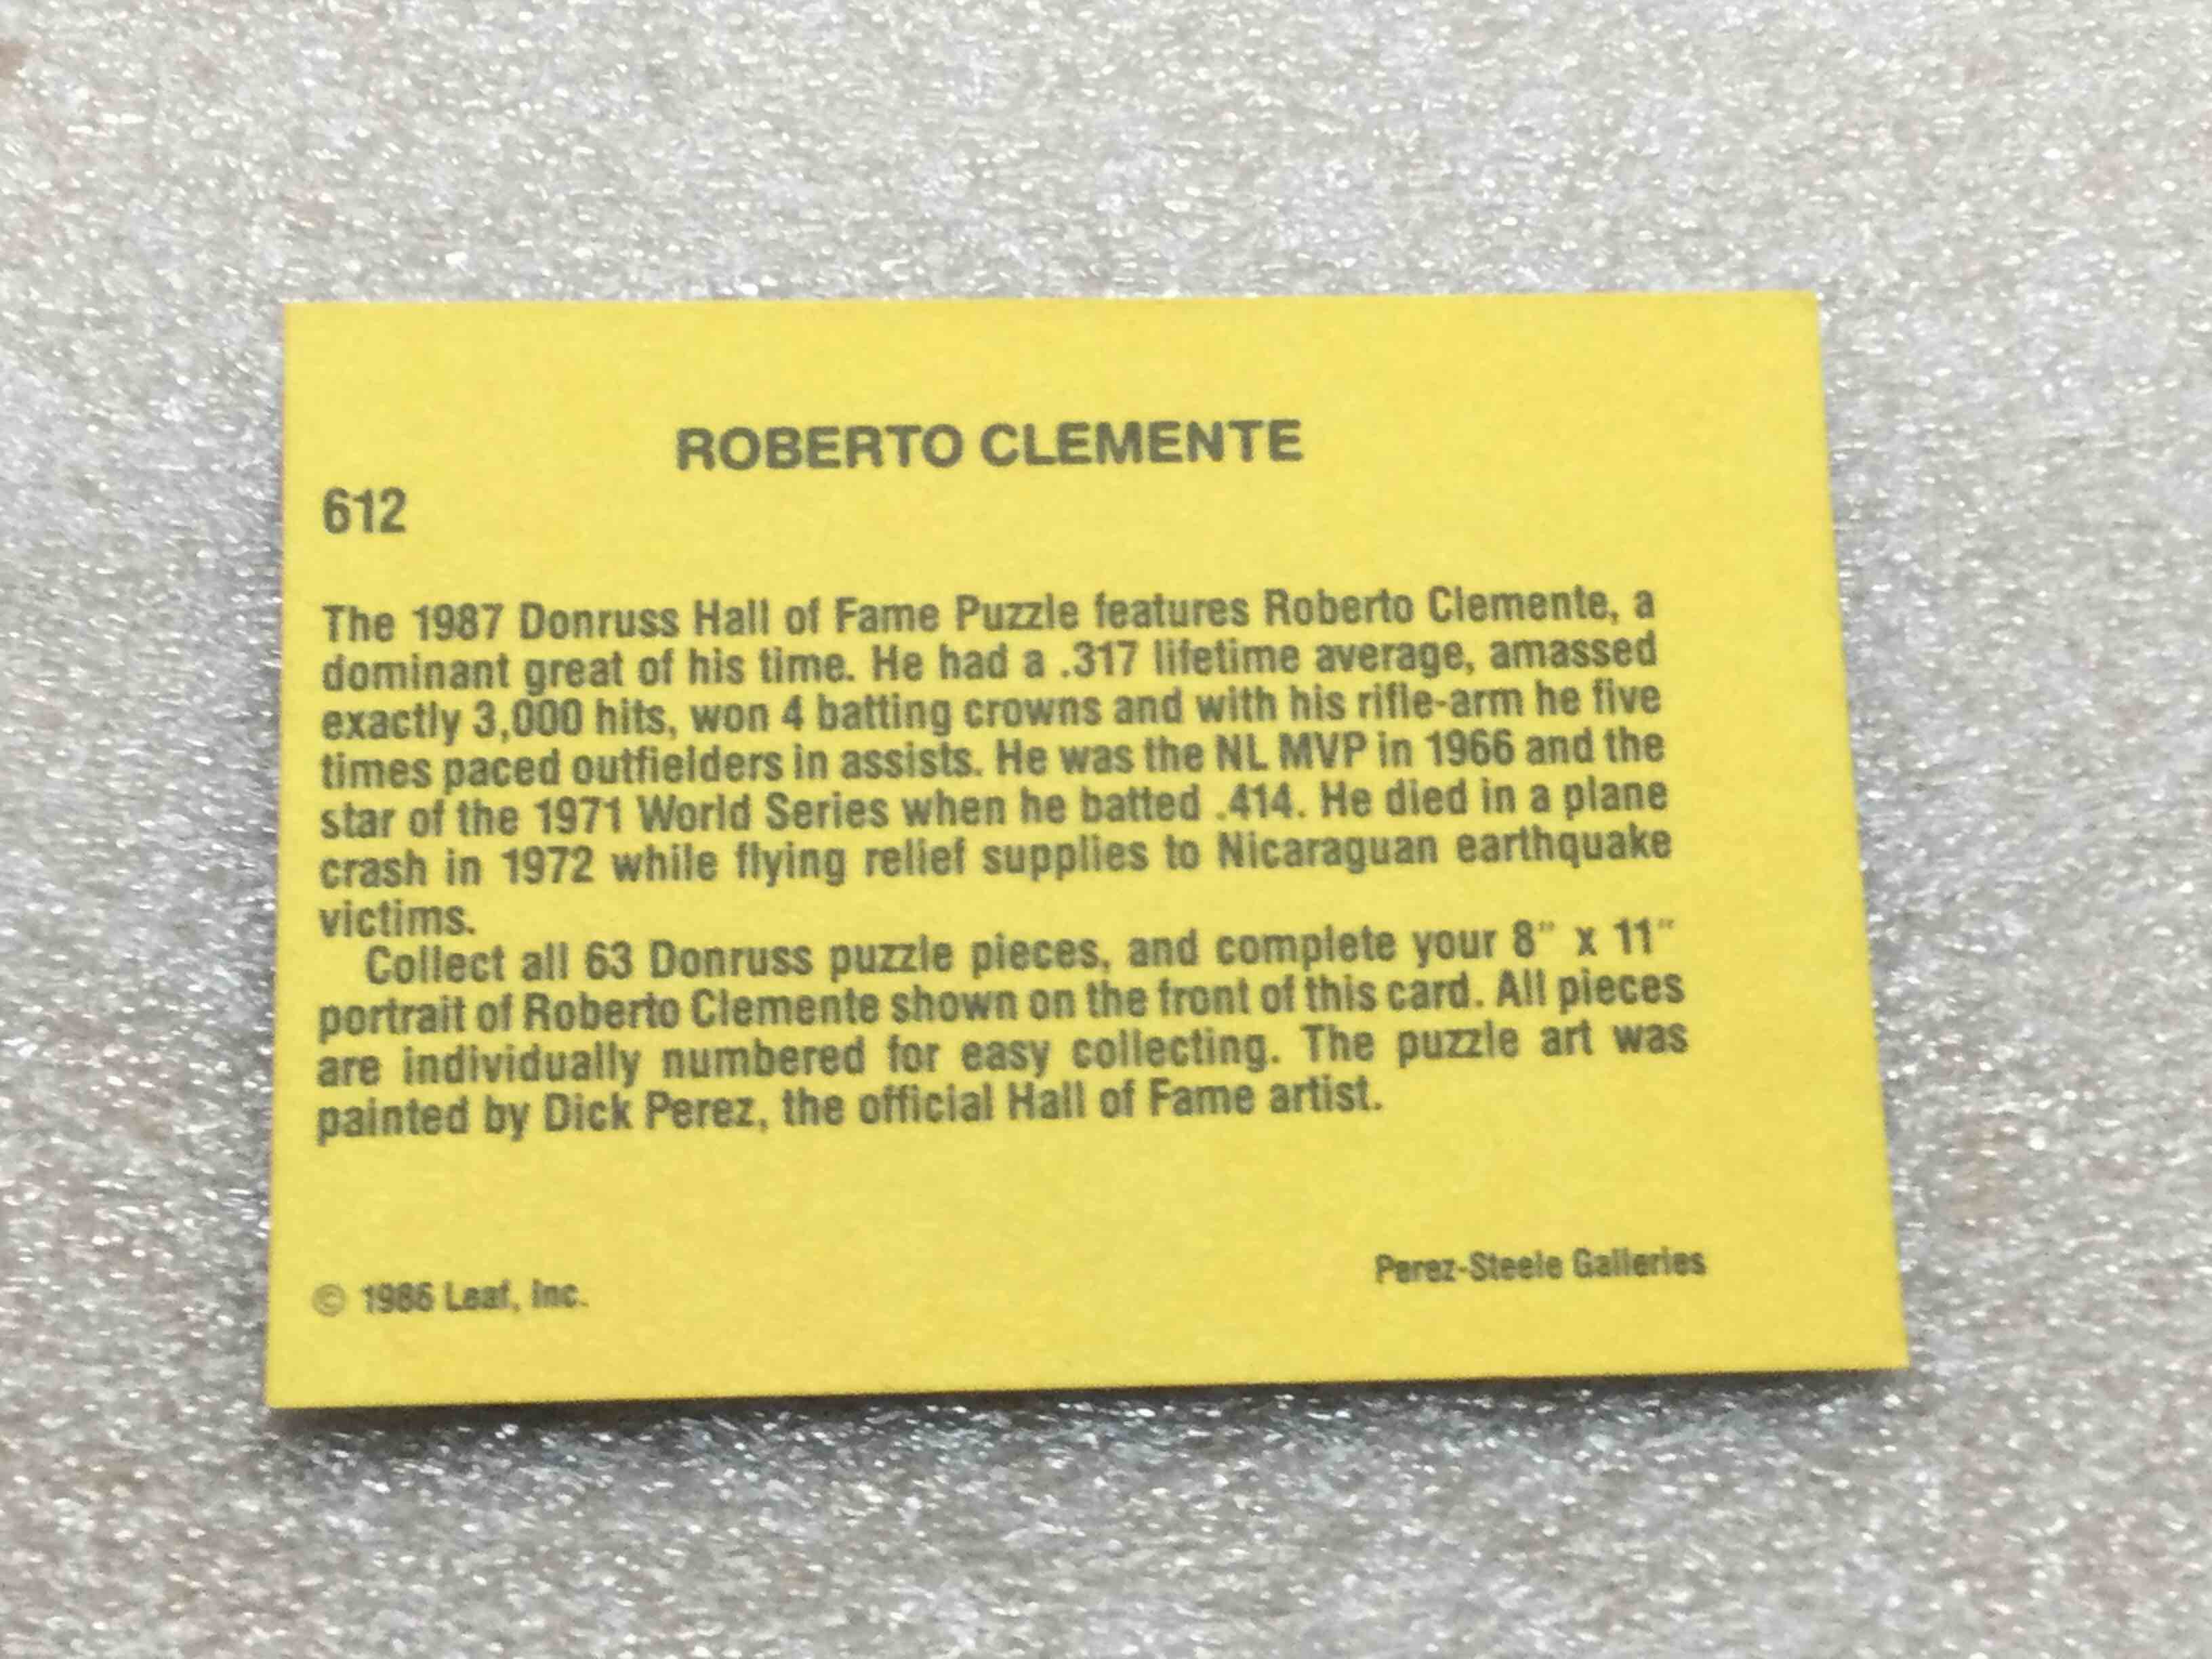 ROBERTO CLEMENTE
612
The 1987 Donruss Hall of Fame Puzzle features Roberto Clemente, a
dominant great of his time. He had a .317 lifetime average, amassed
exactly 3,000 hits, won 4 batting crowns and with his rifle-arm he five
times paced outfielders in assists. He was the NL MVP in 1966 and the
star of the 1971 World Series when he batted .414. He died in a plane
crash in 1972 while flying relief supplies to Nicaraguan earthquake
victims.
Collect all 63 Donruss puzzle pieces, and complete your 8" x 11"
portrait of Roberto Clemente shown on the front of this card. All pieces
are individually numbered for easy collecting. The puzzle art was
painted by Dick Perez, the official Hall of Fame artist.
Perez-Steele Galleries
© 1986 Leaf, Inc.